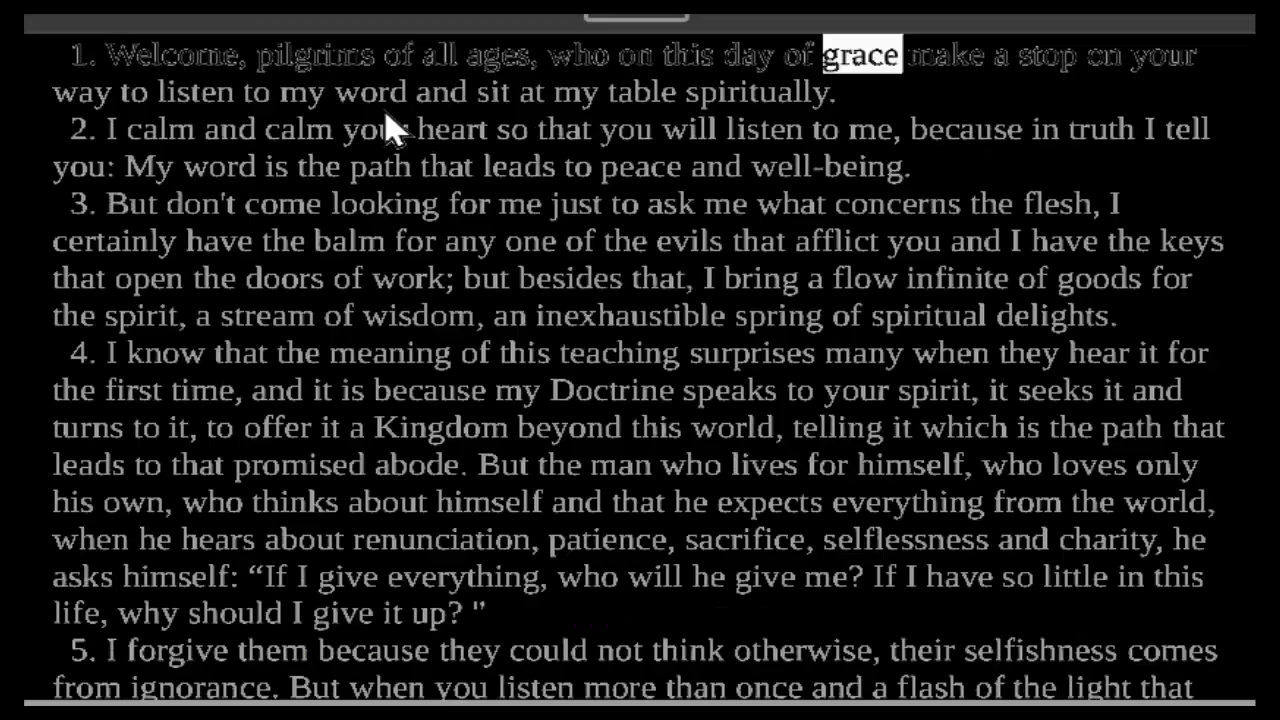 1. Welcome, pilgrims of all ages, who on this day of grace make a stop on your
way to listen to my word and sit at my table spiritually.
2. I calm and calm your heart so that you will listen to me, because in truth I tell
you: My word is the path that leads to peace and well-being.
3. But don't come looking for me just to ask me what concerns the flesh, I
certainly have the balm for any one of the evils that afflict you and I have the keys
that open the doors of work; but besides that, I bring a flow infinite of goods for
the spirit, a stream of wisdom, an inexhaustible spring of spiritual delights.
4. I know that the meaning of this teaching surprises many when they hear it for
the first time, and it is because my Doctrine speaks to your spirit, it seeks it and
turns to it, to offer it a Kingdom beyond this world, telling it which is the path that
leads to that promised abode. But the man who lives for himself, who loves only
his own, who thinks about himself and that he expects everything from the world,
when he hears about renunciation, patience, sacrifice, selflessness and charity, he
asks himself: “If I give everything, who will he give me? If I have so little in this
life, why should I give it up? "
5. I forgive them because they could not think otherwise, their selfishness comes
from ignorance. But when you listen more than once and a flash of the light that